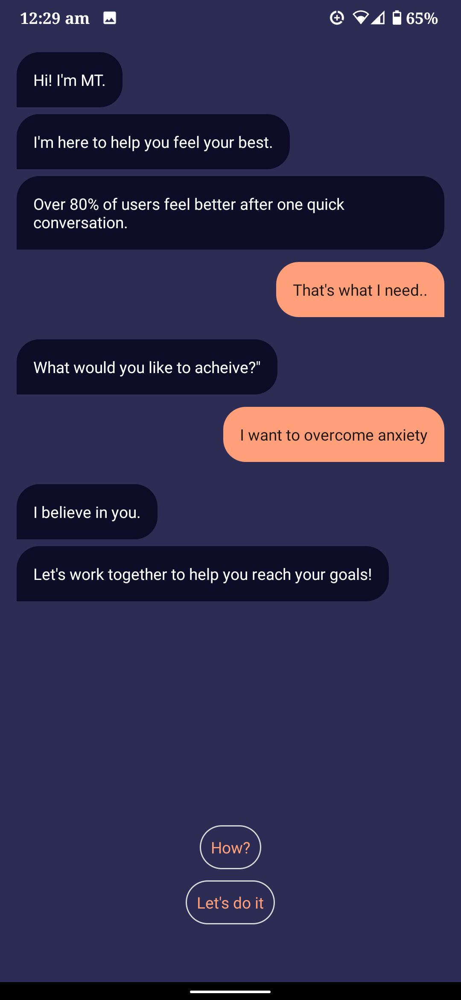 12:29 am
65%
Hi! I'm MT.
I'm here to help you feel your best.
Over 80% of users feel better after one quick
conversation.
That's what I need..
What would you like to acheive?"
I want to overcome anxiety
I believe in you.
Let's work together to help you reach your goals!
How?
Let's do it